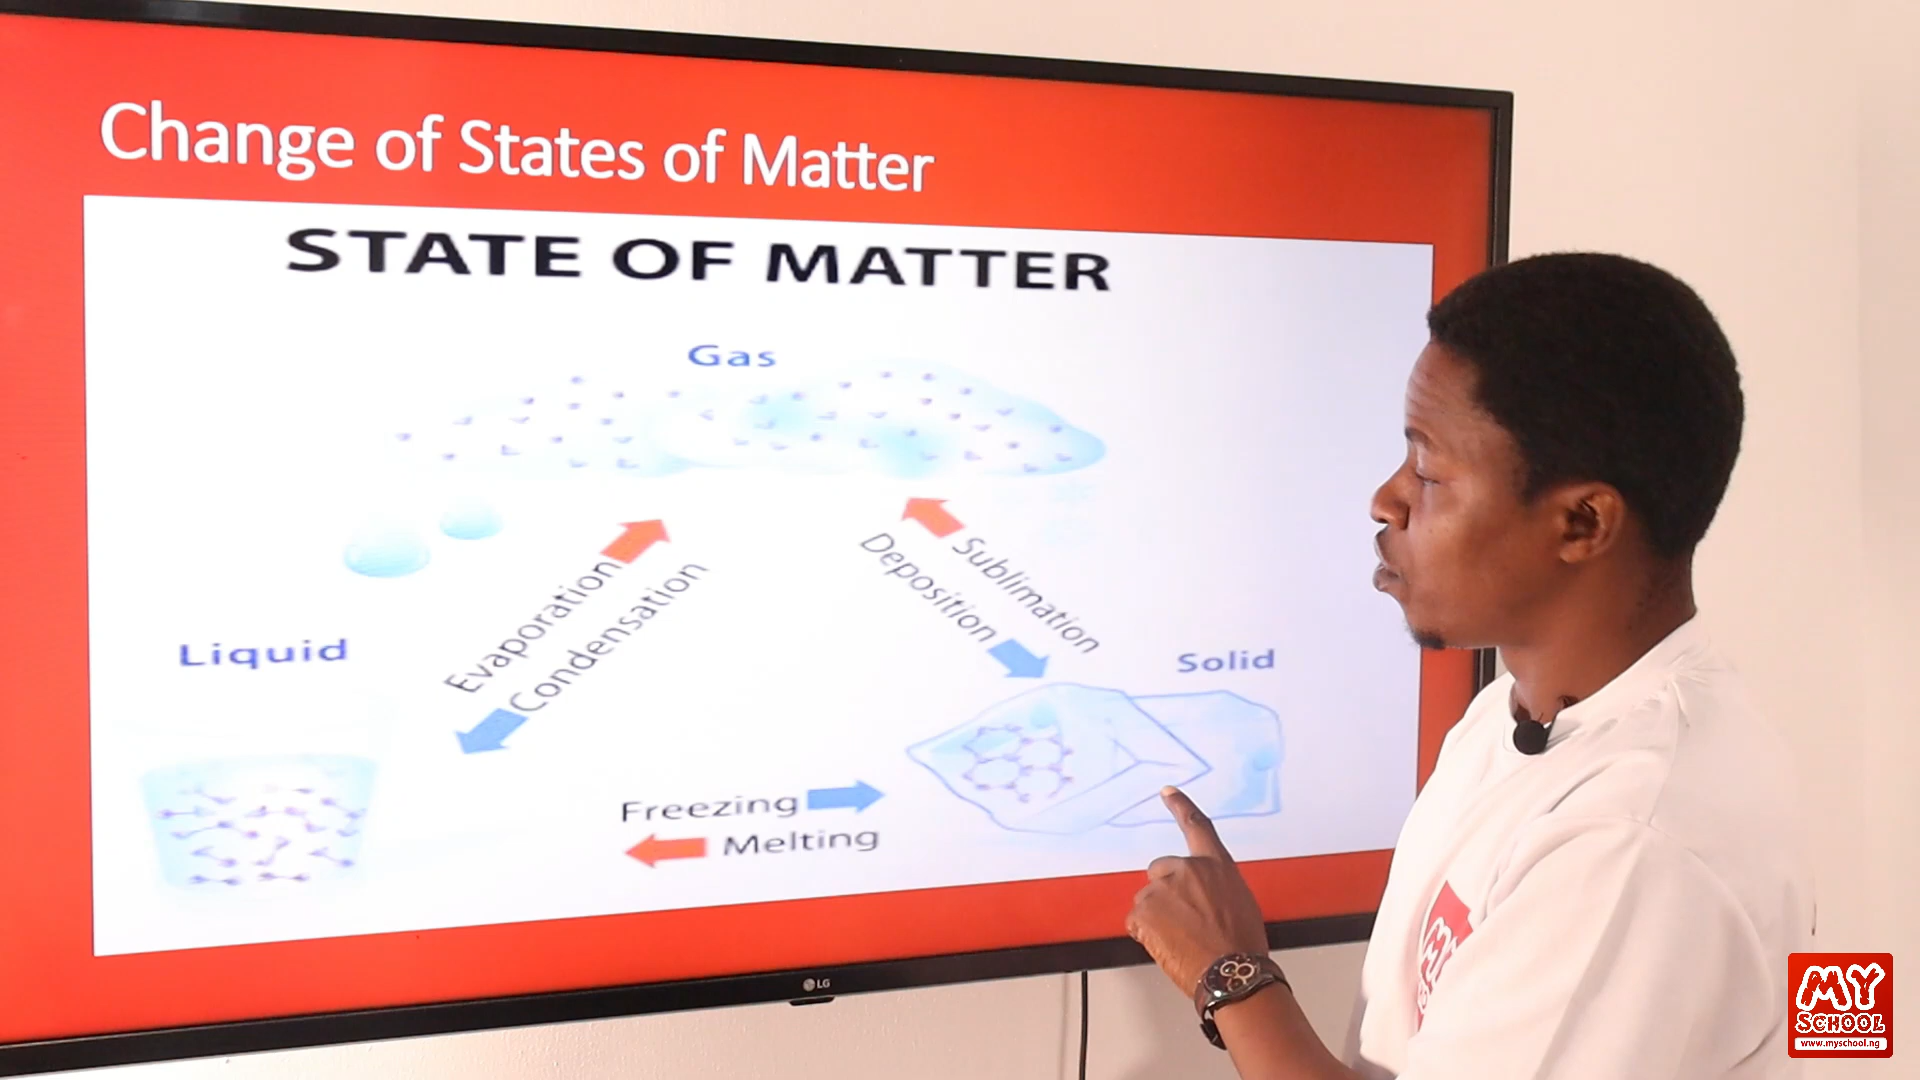 Change of States of Matter
STATE OF MATTER
Gas
Evaporation
Condensation
Sublimation
Deposition
Liquid
Solid
Freezing
Melting
LG
MY
SCHOOL
www.myschool.ng